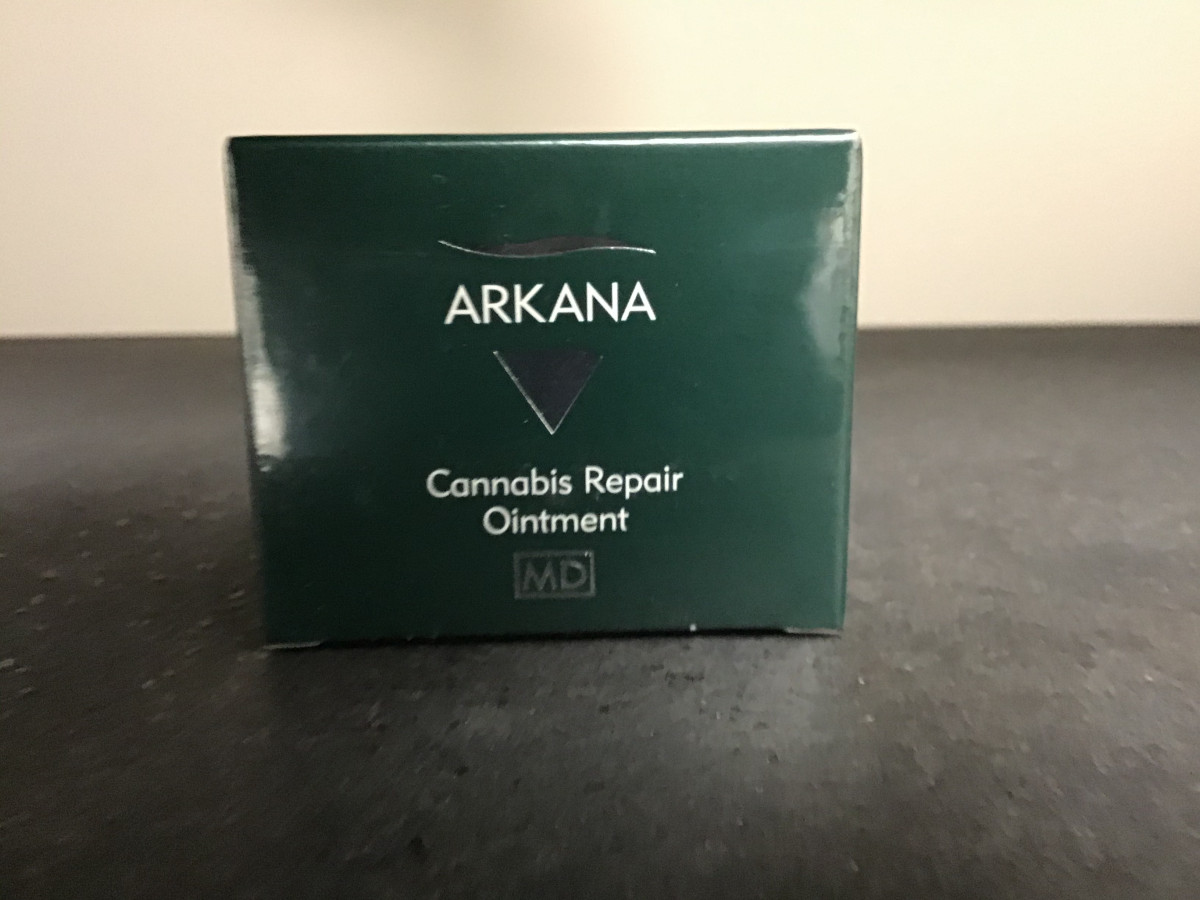 ARKANA
Cannabis Repair
Ointment
MD